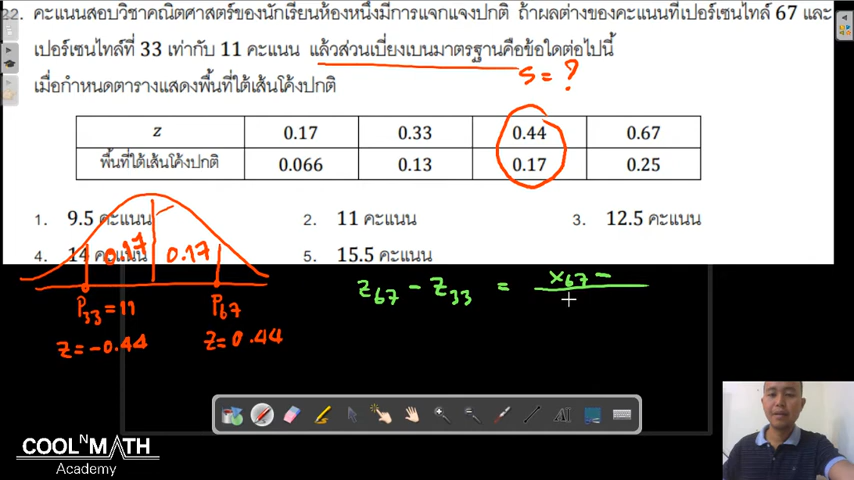 22. คะแนนสอบวิชาคณิตศาสตร์ของนักเรียนห้องหนึ่งมีการแจกแจงปกติ ถ้าผลต่างของคะแนนที่เปอร์เซนไทล์ 67 และ
เปอร์เซนไทล์ที่ 33 เท่ากับ 11 คะแนน แล้วส่วนเบี่ยงเบนมาตรฐานคือข้อใดต่อไปนี้
S = ?
เมื่อกำหนดตารางแสดงพื้นที่ใต้เส้นโค้งปกติ
z 0.17 0.33 0.44 0.67
พื้นที่ใต้เส้นโค้งปกติ 0.066 0.13 0.17 0.25
1. 9.5 คะแนน 2. 11 คะแนน 3. 12.5 คะแนน
4. 14 คะแนน 5. 15.5 คะแนน
0.17 0.17
P33 = 11 P67
Z = -0.44 Z = 0.44
Z67 - Z33 = x67 -
COOL N MATH
Academy